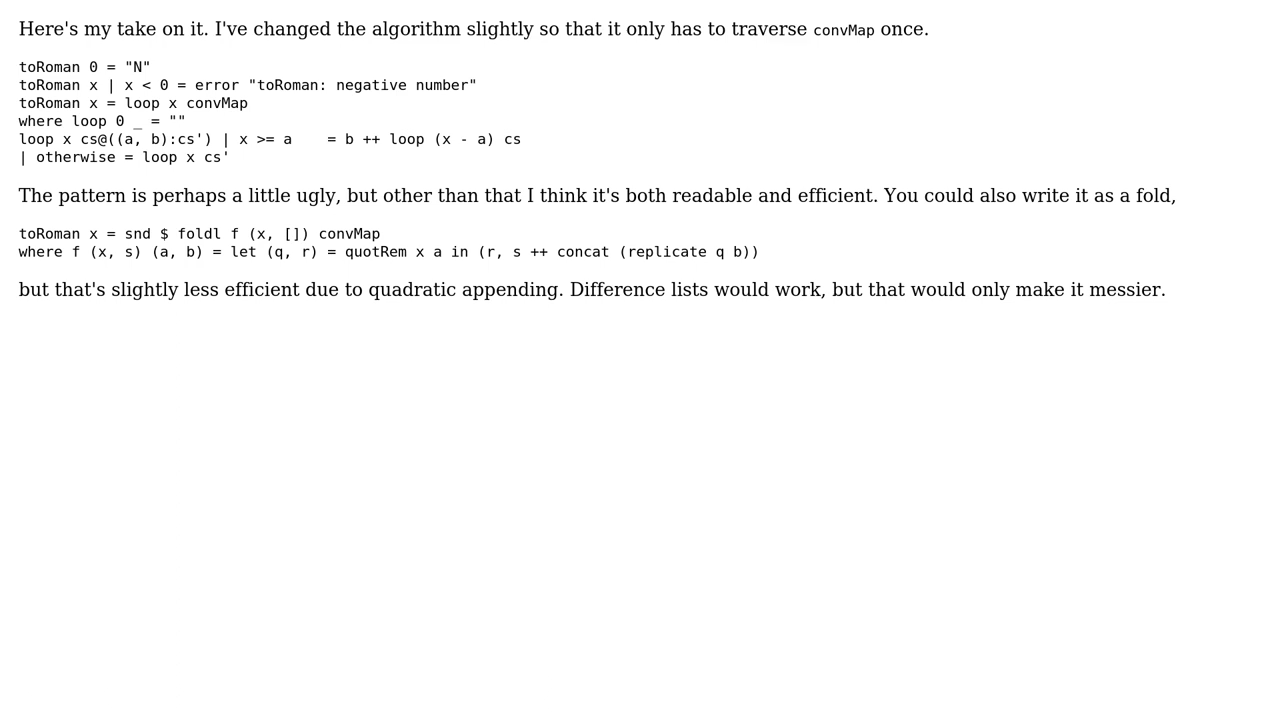 Here's my take on it. I've changed the algorithm slightly so that it only has to traverse convMap once.
toRoman 0 = "N"
toRoman x | x < 0 = error "toRoman: negative number"
toRoman x = loop x convMap
where loop 0 _ = ""
loop x cs@((a, b):cs') | x >= a    = b ++ loop (x - a) cs
| otherwise = loop x cs'
The pattern is perhaps a little ugly, but other than that I think it's both readable and efficient. You could also write it as a fold,
toRoman x = snd $ foldl f (x, []) convMap
where f (x, s) (a, b) = let (q, r) = quotRem x a in (r, s ++ concat (replicate q b))
but that's slightly less efficient due to quadratic appending. Difference lists would work, but that would only make it messier.